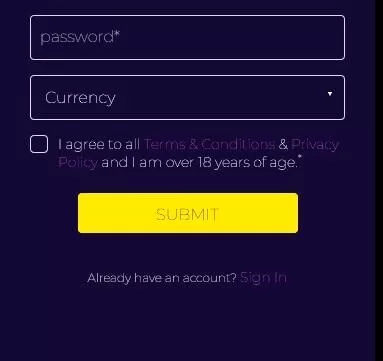 password*
Currency
I agree to all Terms & Conditions & Privacy
Policy and I am over 18 years of age.*
SUBMIT
Already have an account? Sign In